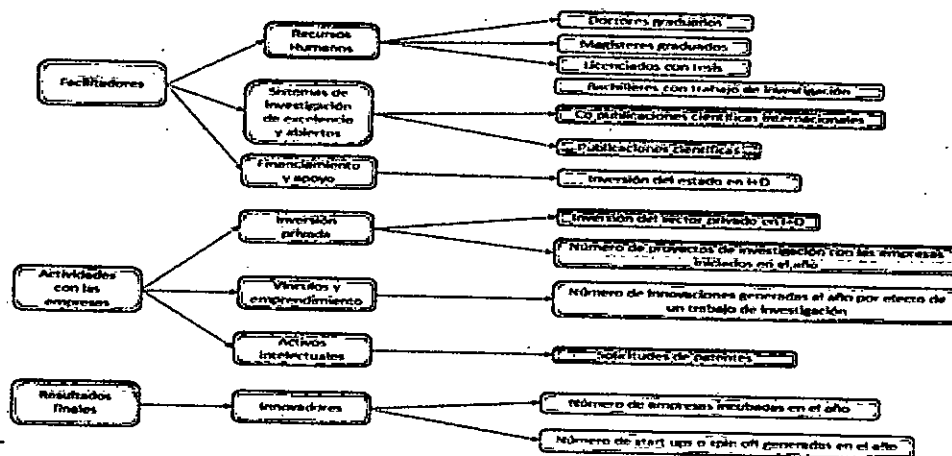 Facilitadores
Recursos
Humanos
Doctores graduados
Magísteres graduados
Licenciados con tesis
Bachilleres con trabajo de investigación
Sistemas de
investigación
de excelencia
y abiertos
Co publicaciones científicas internacionales
Publicaciones científicas
Financiamiento
y apoyo
Inversión del estado en I+D
Actividades
con las
empresas
Inversión
privada
Inversión del sector privado en I+D
Número de proyectos de investigación con las empresas
iniciados en el año
Vínculos y
emprendimiento
Número de innovaciones generadas al año por efecto de
un trabajo de investigación
Activos
intelectuales
Solicitudes de patentes
Resultados
finales
Innovadores
Número de empresas incubadas en el año
Número de start ups o spin off generadas en el año